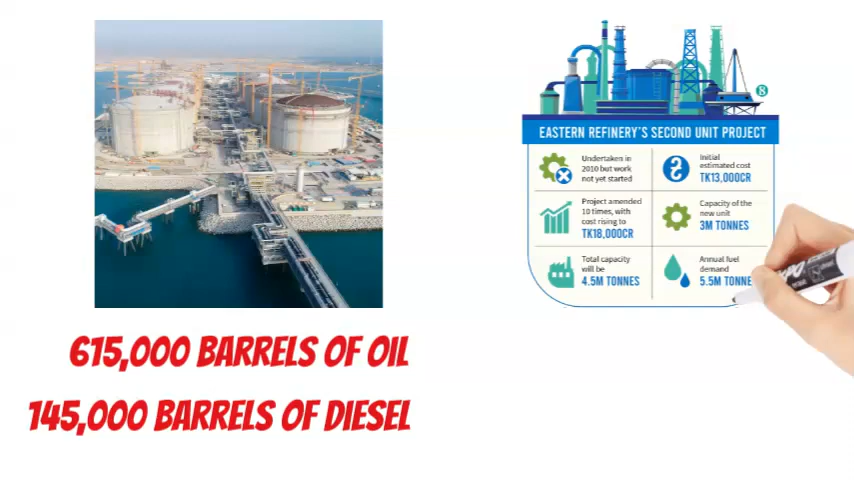 615,000 BARRELS OF OIL
145,000 BARRELS OF DIESEL
EASTERN REFINERY'S SECOND UNIT PROJECT
Undertaken in
2010 but work
not yet started
Initial
estimated cost
TK13,000CR
Project amended
10 times, with
cost rising to
TK18,000CR
Capacity of the
new unit
3M TONNES
Total capacity
will be
4.5M TONNES
Annual fuel
demand
5.5M TONNE